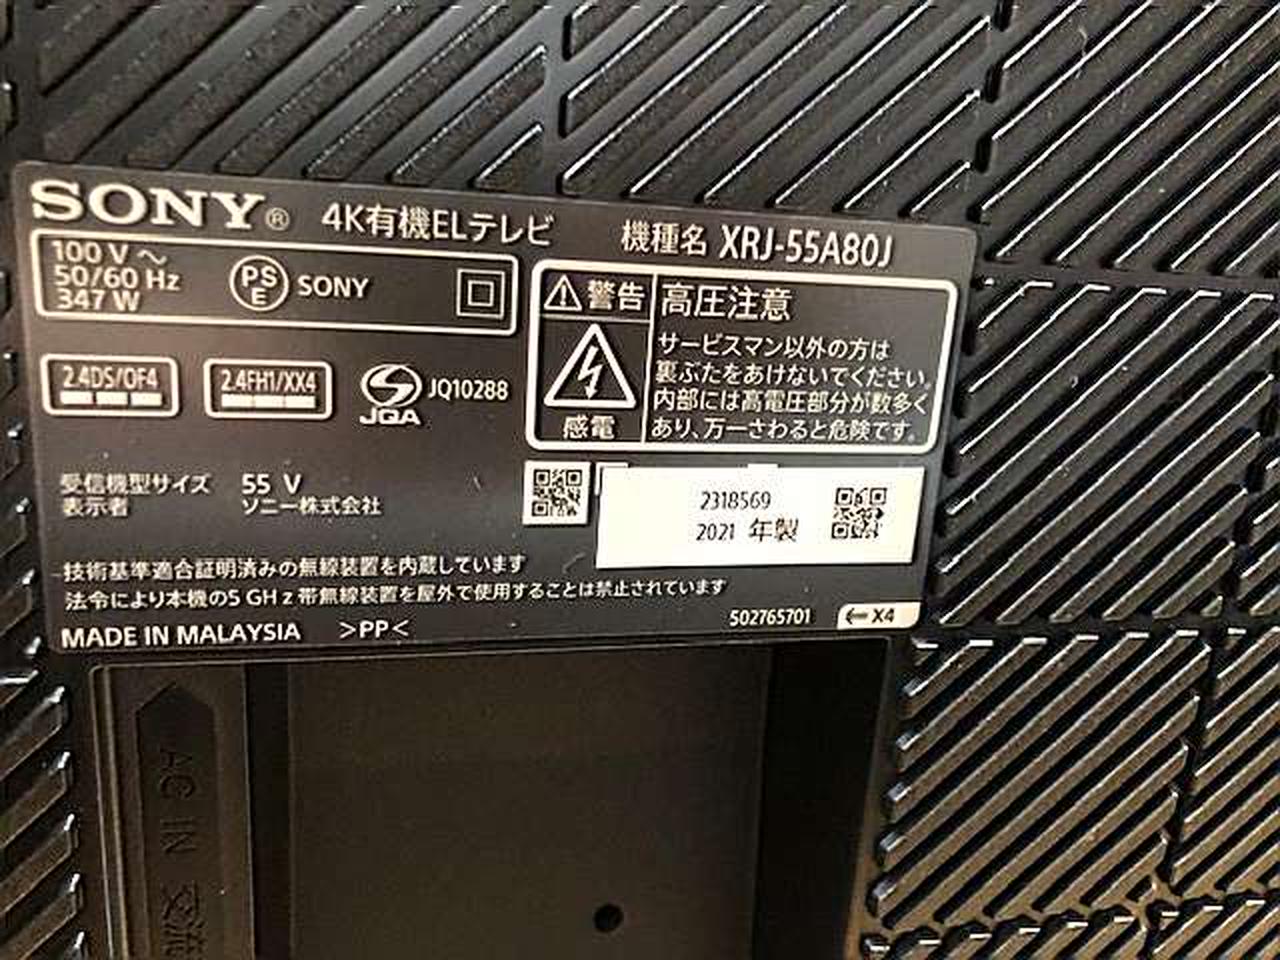 SONY® 4K有機ELテレビ 機種名 XRJ-55A80J
100 V ～
50/60 Hz
347 W
PS
E
SONY
警告
高圧注意
サービスマン以外の方は
裏ぶたをあけないでください。
内部には高電圧部分が数多く
あり、万一さわると危険です。
感電
2.4DS/OF4
2.4FH1/XX4
JQA
JQ10288
受信機型サイズ 55 V
表示者 ソニー株式会社
2318569
2021 年製
技術基準適合証明済みの無線装置を内蔵しています
法令により本機の5 GHz帯無線装置を屋外で使用することは禁止されています
MADE IN MALAYSIA >PP<
502765701
←X4
AC IN 交流